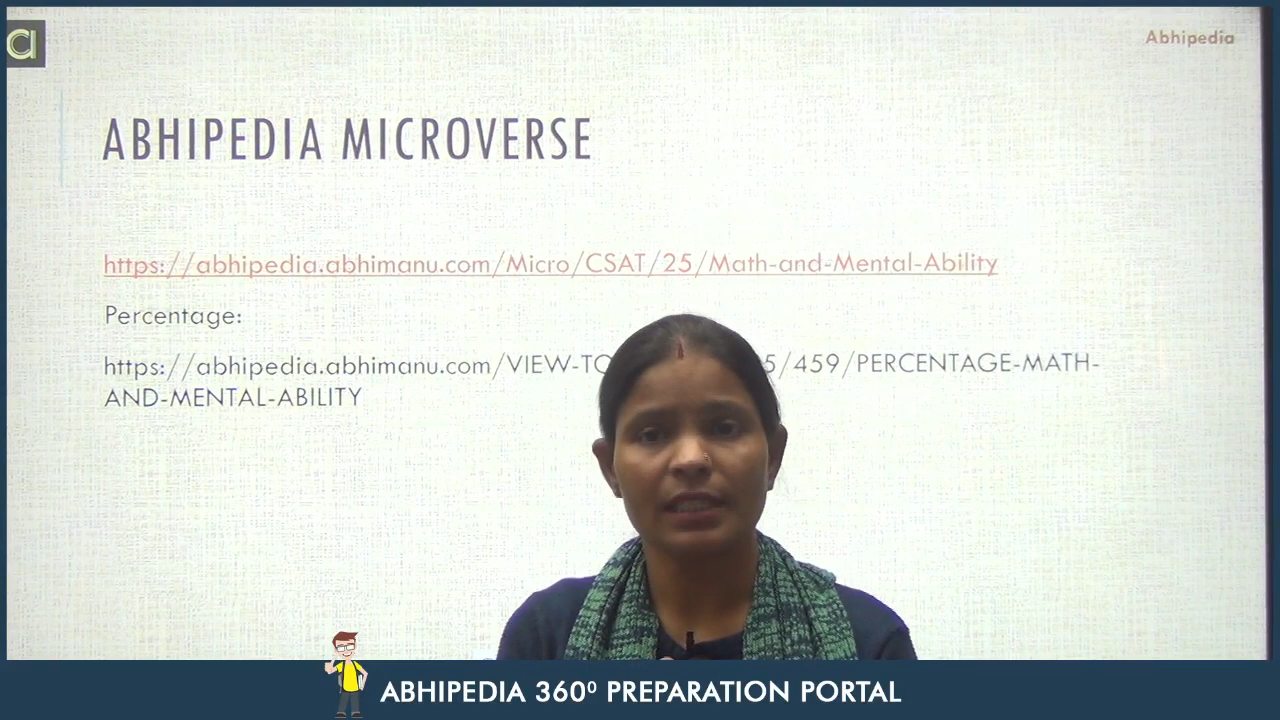 a
Abhipedia
ABHIPEDIA MICROVERSE
https://abhipedia.abhimanu.com/Micro/CSAT/25/Math-and-Mental-Ability
Percentage:
https://abhipedia.abhimanu.com/VIEW-TO 5/459/PERCENTAGE-MATH-
AND-MENTAL-ABILITY
ABHIPEDIA 360⁰ PREPARATION PORTAL